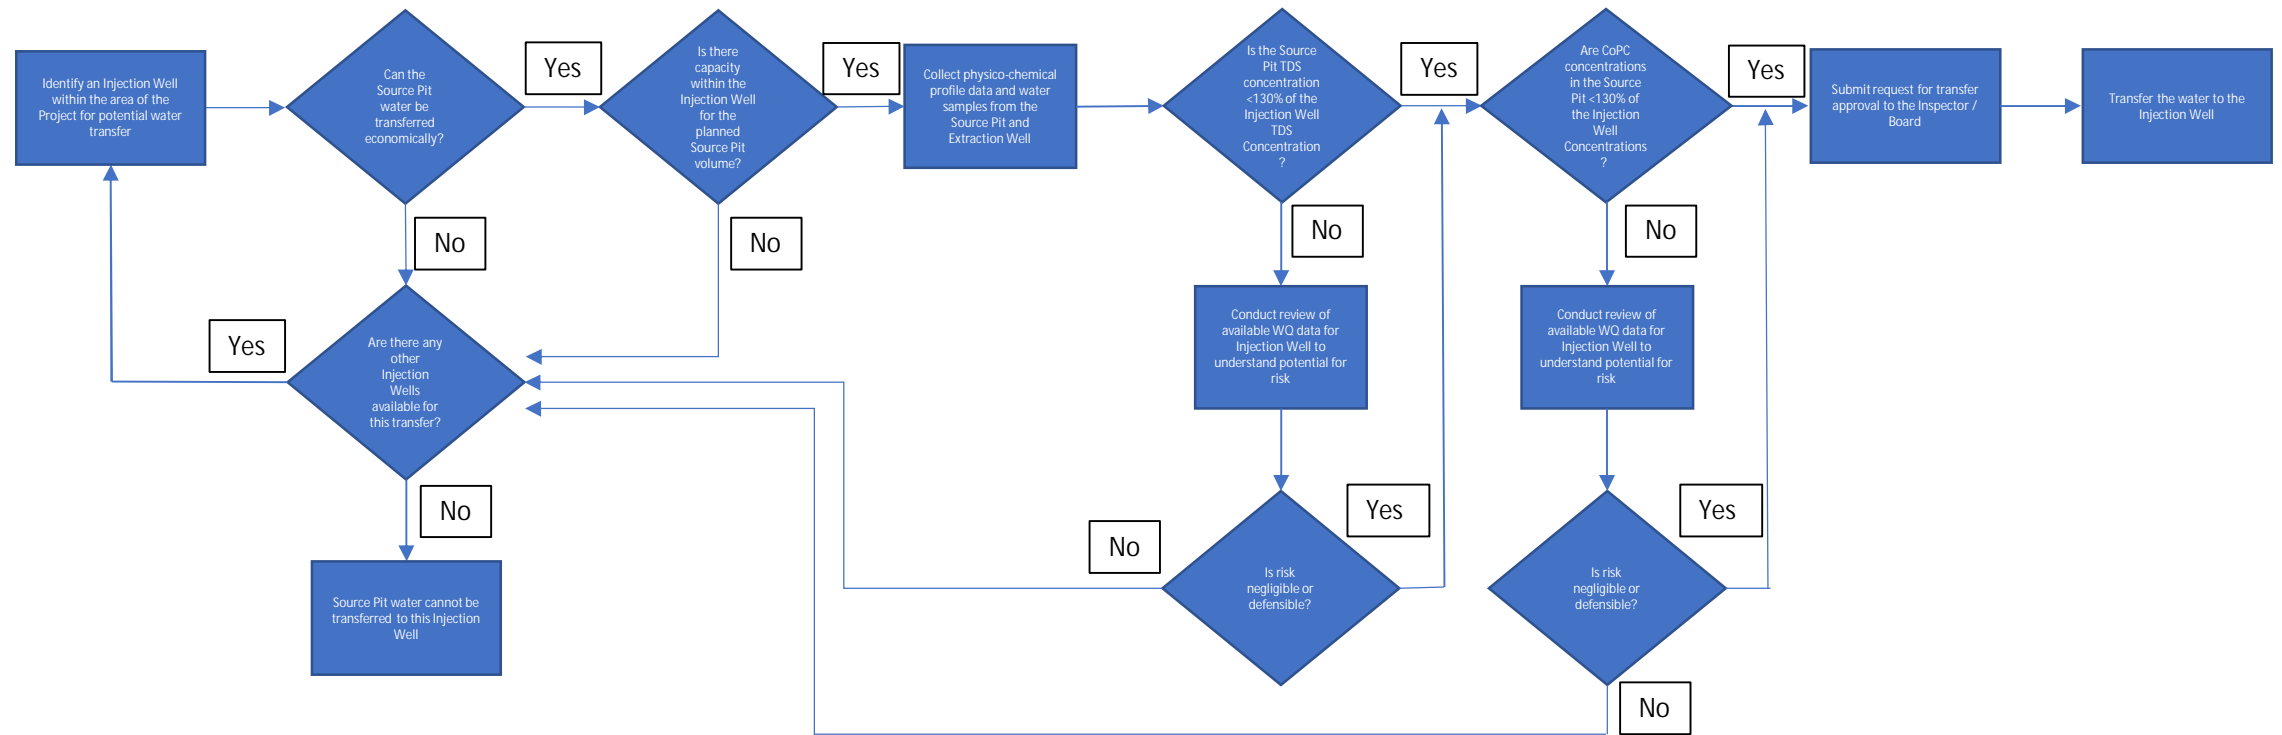 Identify an Injection Well
within the area of the
Project for potential water
transfer
Can the
Source Pit
water be
transferred
economically?
Yes
Is there
capacity
within the
Injection Well
for the
planned
Source Pit
volume?
Yes
Collect physico-chemical
profile data and water
samples from the
Source Pit and
Extraction Well
Is the Source
Pit TDS
concentration
<130% of the
Injection Well
TDS
Concentration
?
Yes
Are CoPC
concentrations
in the Source
Pit <130% of
the Injection
Well
Concentrations
?
Yes
Submit request for transfer
approval to the Inspector /
Board
Transfer the water to the
Injection Well
No
No
No
No
Yes
Are there any
other
Injection
Wells
available for
this transfer?
Conduct review of
available WQ data for
Injection Well to
understand potential for
risk
Conduct review of
available WQ data for
Injection Well to
understand potential for
risk
No
Source Pit water cannot be
transferred to this Injection
Well
No
Is risk
negligible or
defensible?
Yes
Is risk
negligible or
defensible?
Yes
No